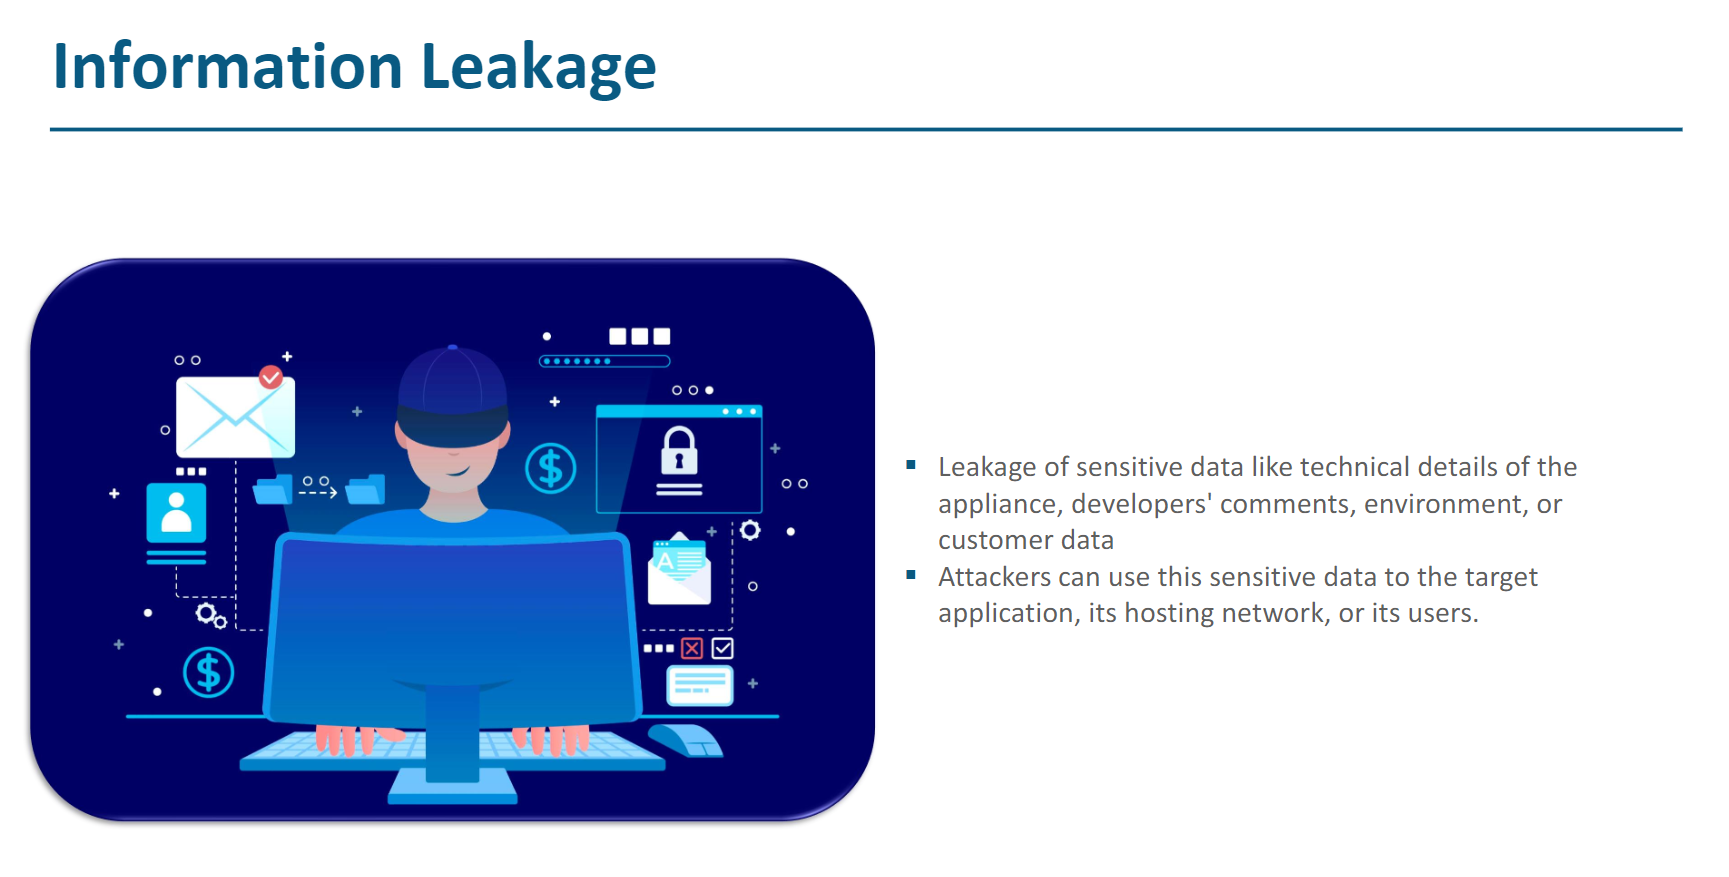 Information Leakage
A
▪ Leakage of sensitive data like technical details of the
appliance, developers' comments, environment, or
customer data
▪ Attackers can use this sensitive data to the target
application, its hosting network, or its users.